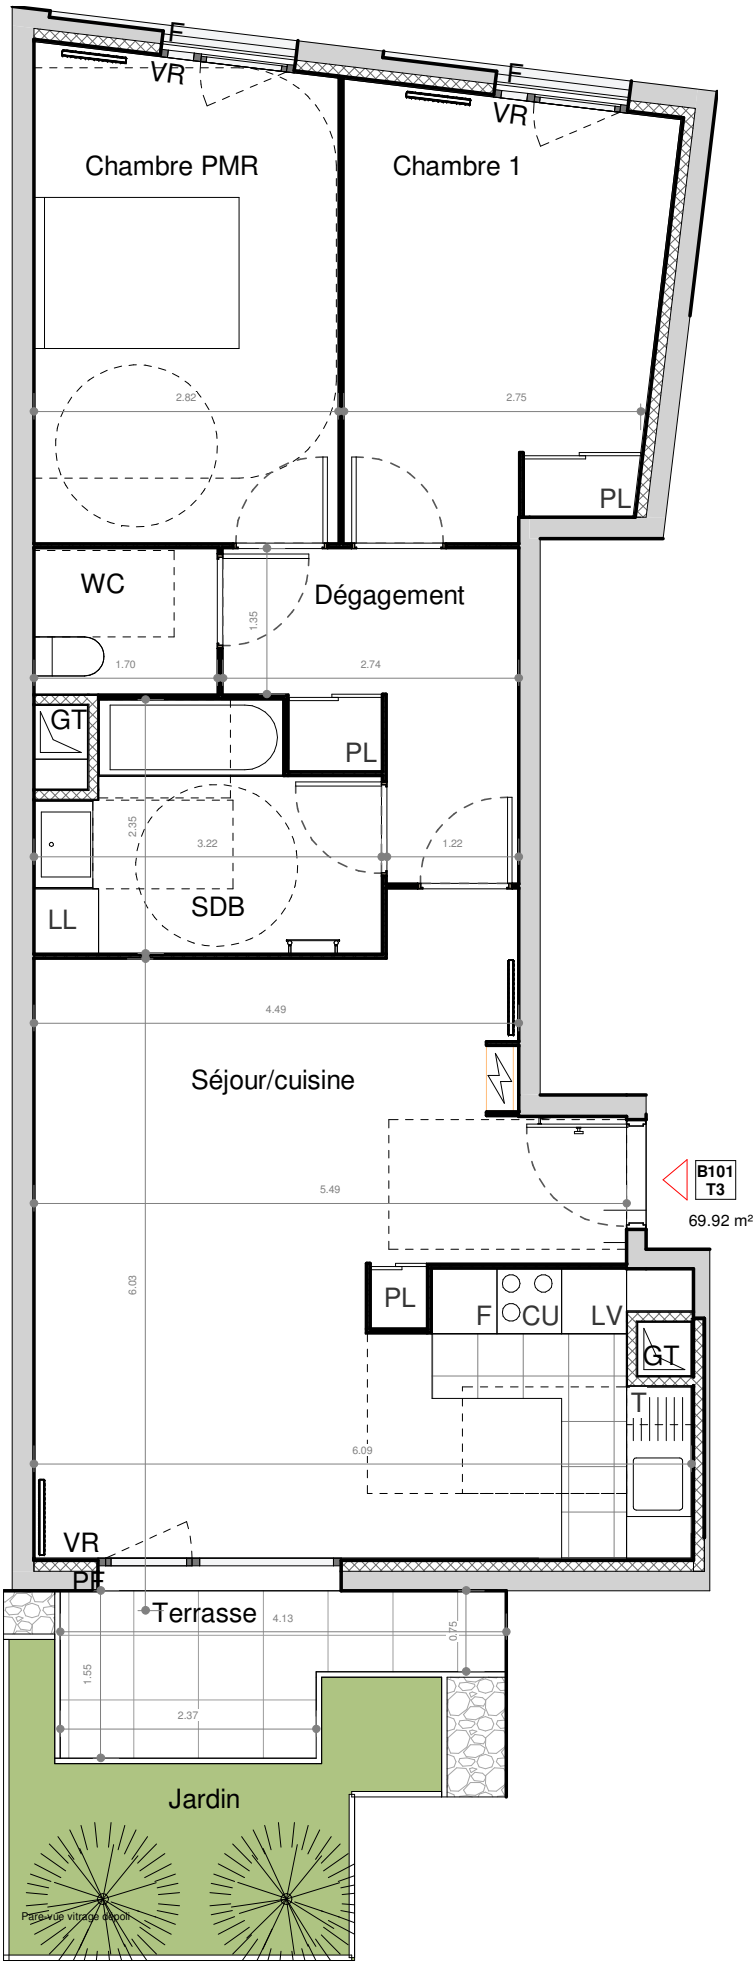 F
VR
F
VR
Chambre PMR
Chambre 1
2.82
2.75
PL
WC
Dégagement
1.35
1.70
2.74
GT
PL
2.35
3.22
1.22
LL
SDB
4.49
Séjour/cuisine
5.49
B101
T3
69.92 m²
6.03
PL
F
CU
LV
GT
T
6.09
VR
PF
Terrasse
4.13
0.75
1.55
2.37
Jardin
Pare-vue vitrage dépoli